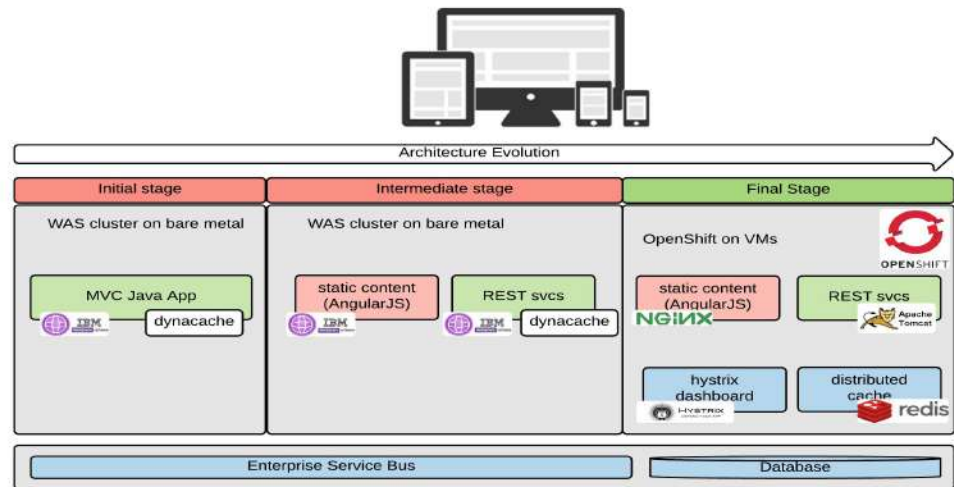 Architecture Evolution
Initial stage
Intermediate stage
Final Stage
WAS cluster on bare metal
WAS cluster on bare metal
OpenShift on VMs
OPENSHIFT
MVC Java App
IBM
dynacache
static content
(AngularJS)
IBM
REST svcs
IBM
dynacache
static content
(AngularJS)
NGiNX
REST svcs
Apache
Tomcat
hystrix
dashboard
HYSTRIX
distributed
cache
redis
Enterprise Service Bus
Database